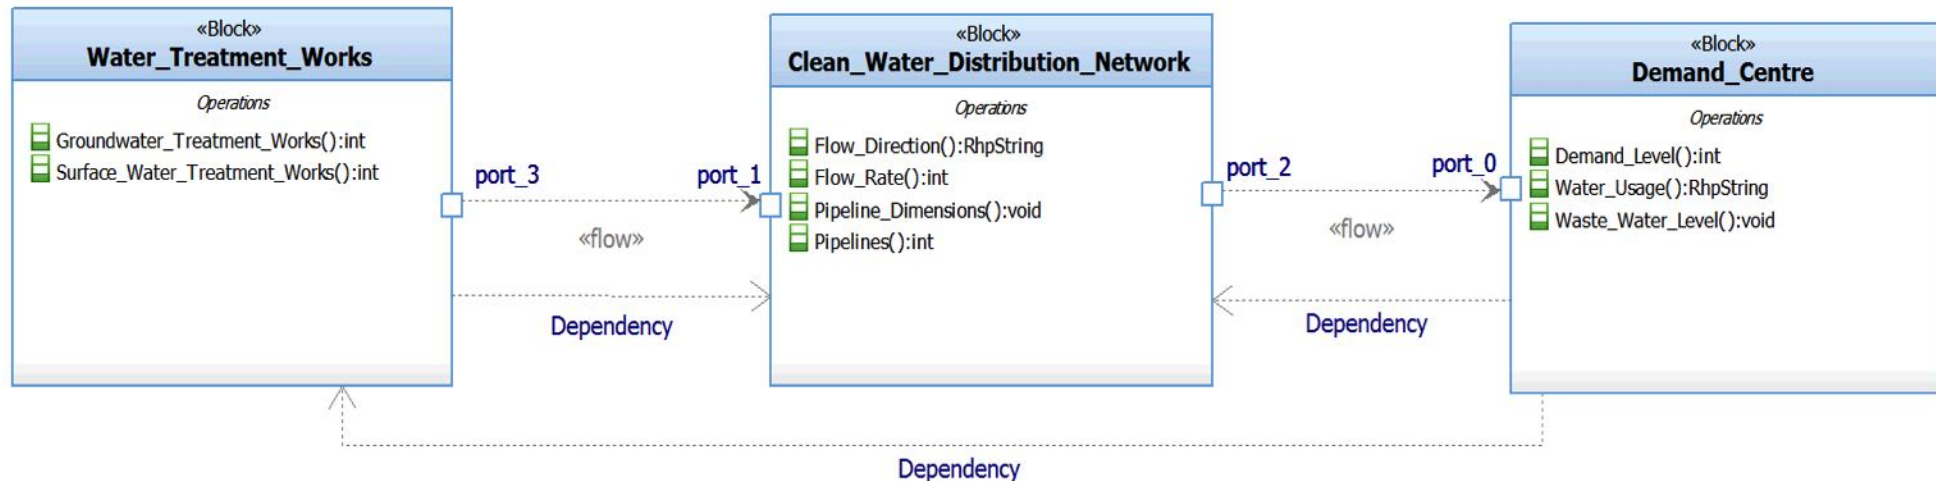 «Block»
Water_Treatment_Works
Operations
Groundwater_Treatment_Works():int
Surface_Water_Treatment_Works():int
port_3
port_1
«flow»
Dependency
«Block»
Clean_Water_Distribution_Network
Operations
Flow_Direction():RhpString
Flow_Rate():int
Pipeline_Dimensions():void
Pipelines():int
port_2
port_0
«flow»
Dependency
«Block»
Demand_Centre
Operations
Demand_Level():int
Water_Usage():RhpString
Waste_Water_Level():void
Dependency